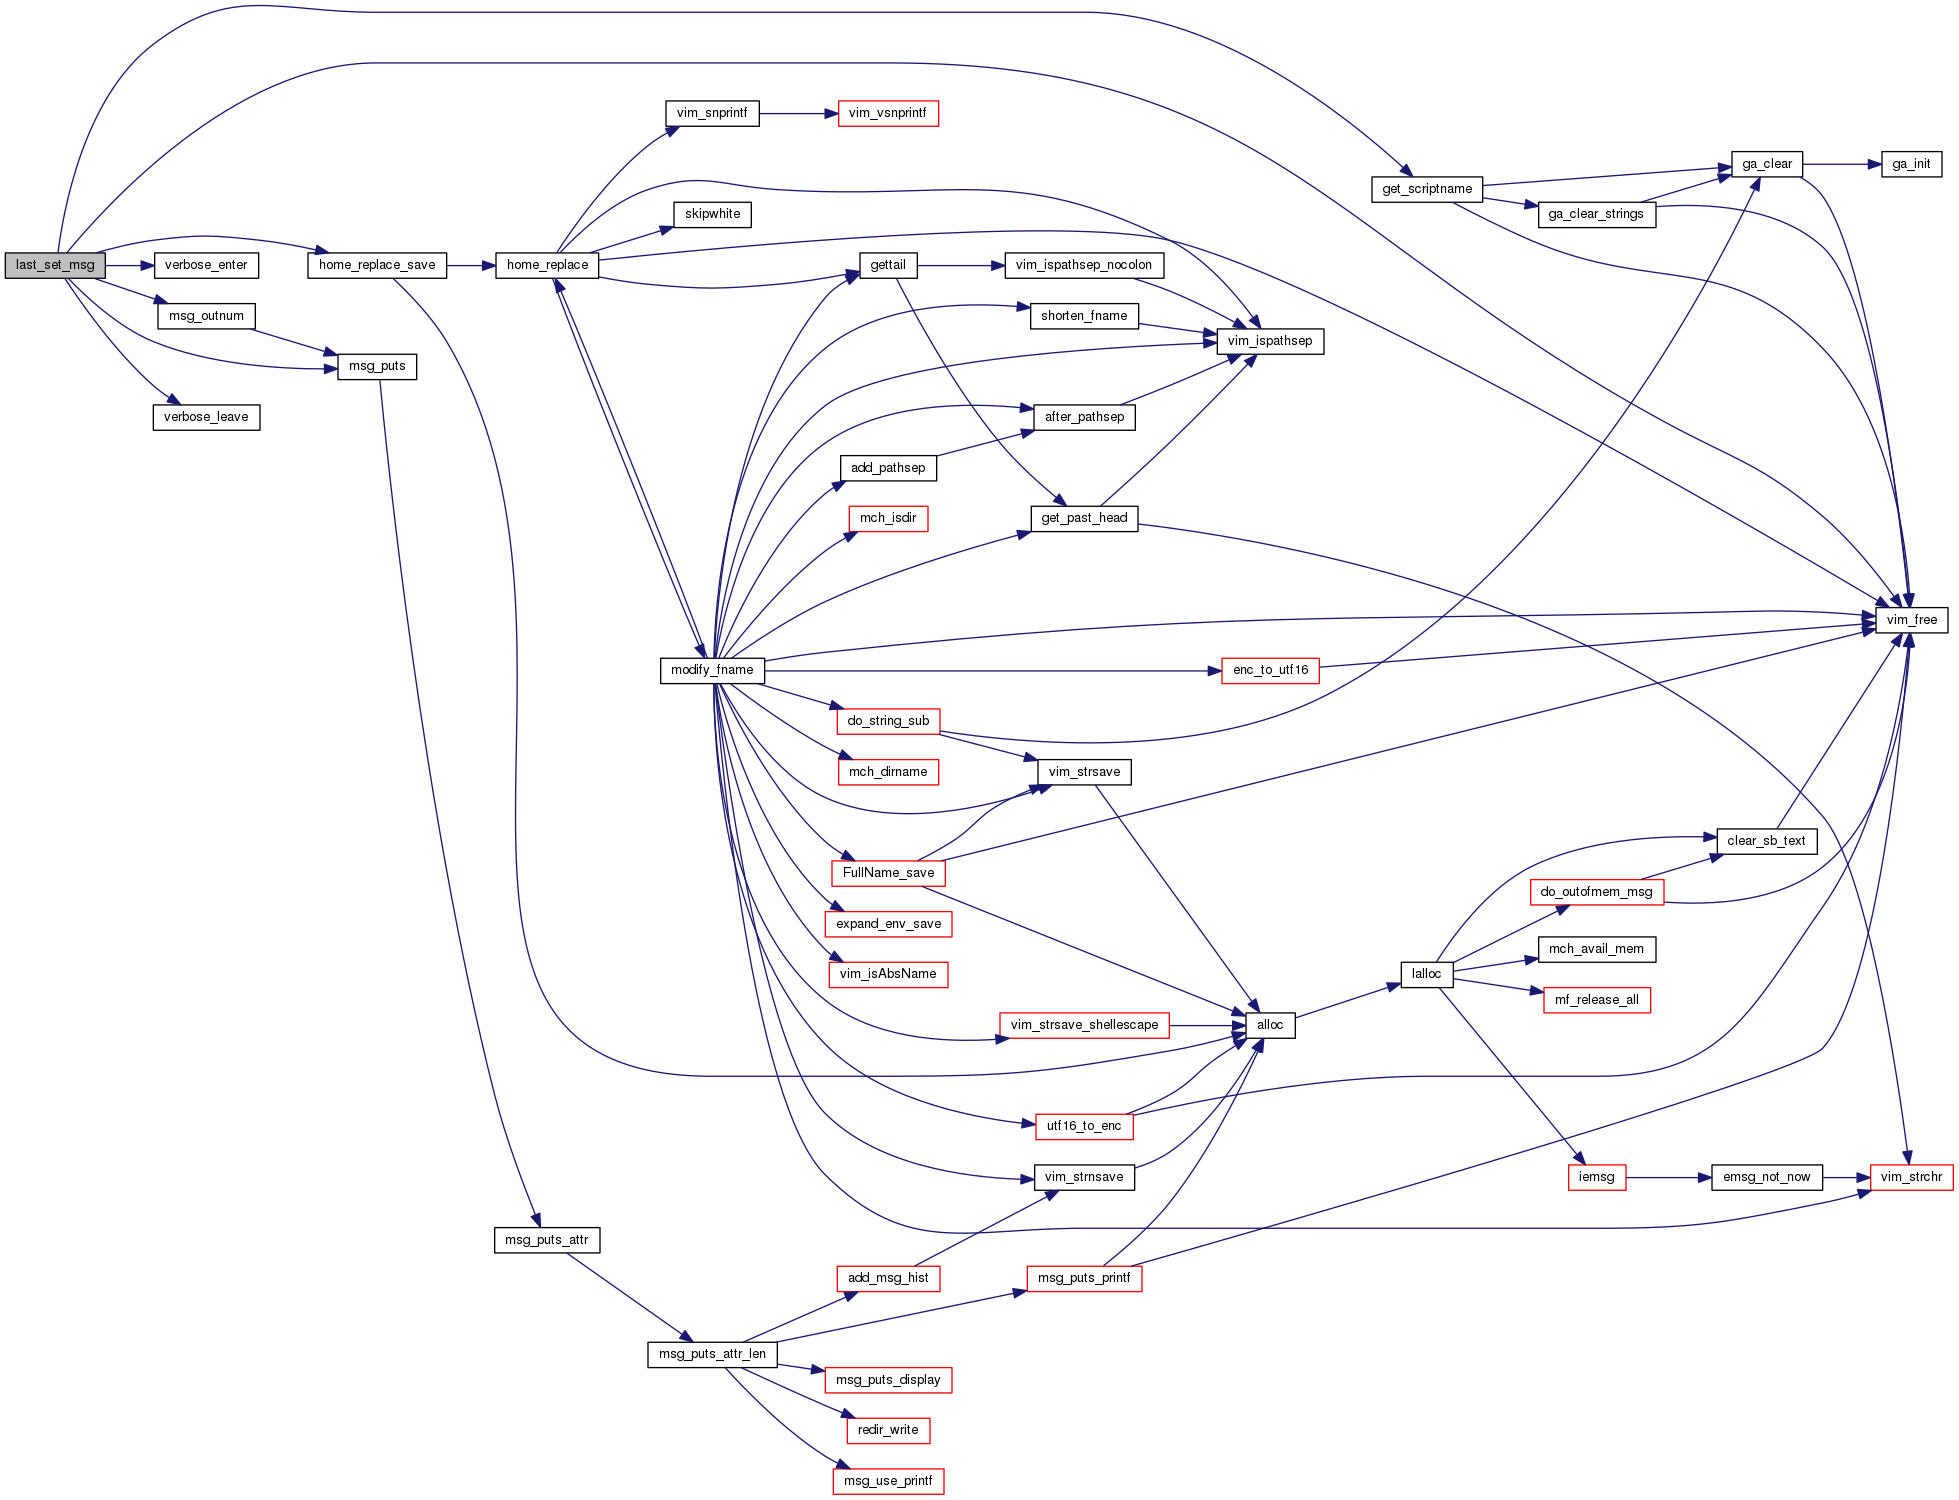 last_set_msg
verbose_enter
msg_outnum
verbose_leave
home_replace_save
msg_puts
home_replace
msg_puts_attr
vim_snprintf
skipwhite
modify_fname
msg_puts_attr_len
vim_vsnprintf
gettail
add_pathsep
mch_isdir
do_string_sub
mch_dirname
FullName_save
expand_env_save
vim_isAbsName
add_msg_hist
msg_puts_display
redir_write
msg_use_printf
vim_ispathsep_nocolon
shorten_fname
after_pathsep
get_past_head
vim_strsave
vim_strsave_shellescape
utf16_to_enc
vim_strnsave
msg_puts_printf
vim_ispathsep
enc_to_utf16
alloc
get_scriptname
lalloc
ga_clear_strings
do_outofmem_msg
mch_avail_mem
mf_release_all
iemsg
ga_clear
clear_sb_text
emsg_not_now
ga_init
vim_free
vim_strchr